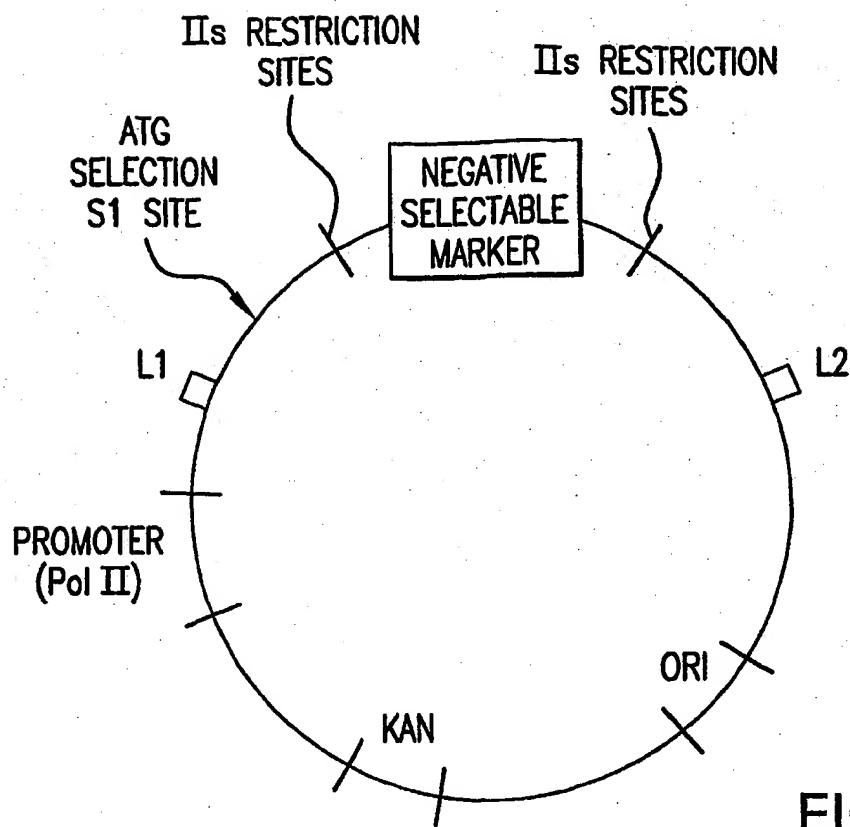 IIs RESTRICTION
SITES
IIs RESTRICTION
SITES
ATG
SELECTION
S1 SITE
NEGATIVE
SELECTABLE
MARKER
L1
L2
PROMOTER
(Pol II)
ORI
KAN